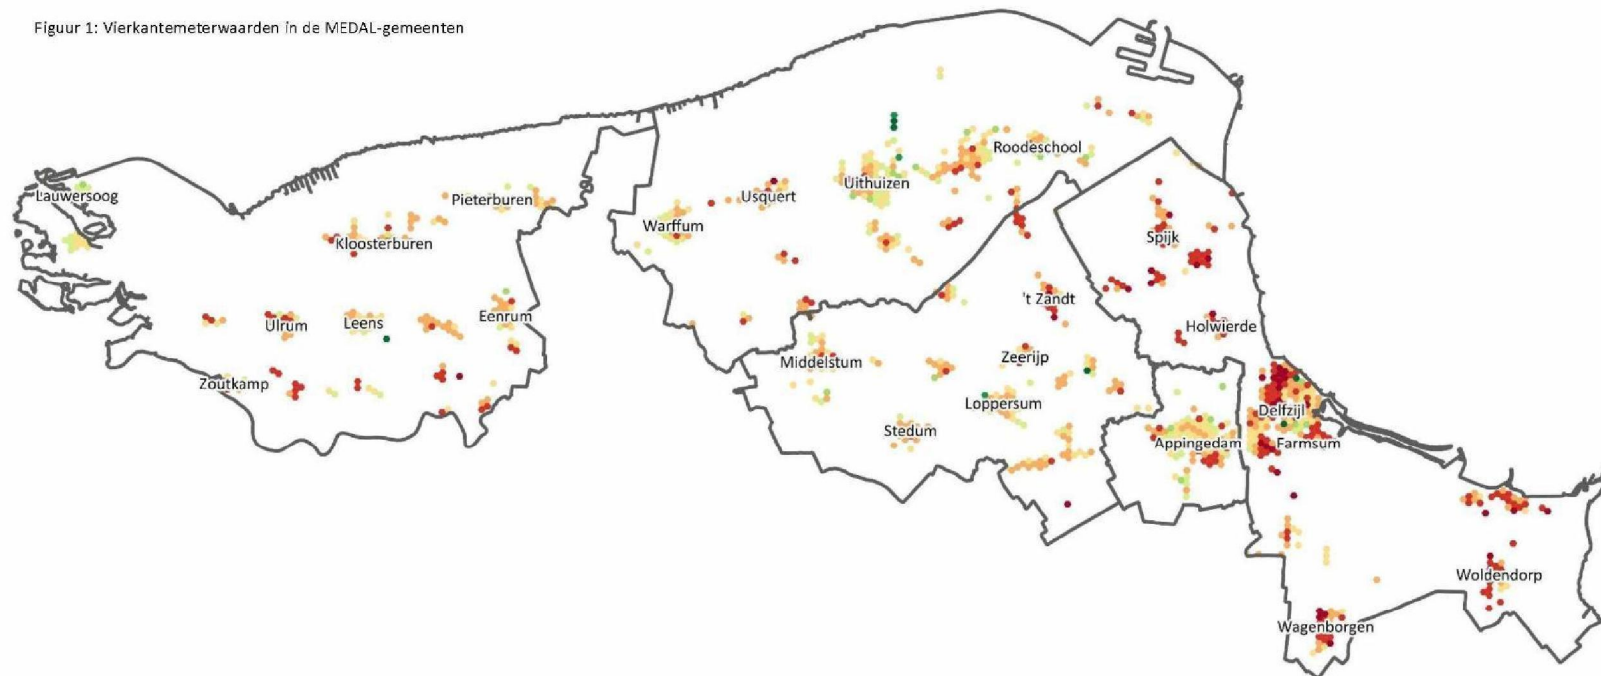 Figuur 1: Vierkantemeterwaarden in de MEDAL-gemeenten
Roodeschool
Uithuizen
Lauwersoog
Pieterburen
Usquert
Warffum
Kloosterburen
Spijk
't Zandt
Eenrum
Ulrum
Leens
Holwierde
Middelstum
Zeerijp
Zoutkamp
Loppersum
Delfzijl
Stedum
Appingedam
Farmsum
Woldendorp
Wagenborgen